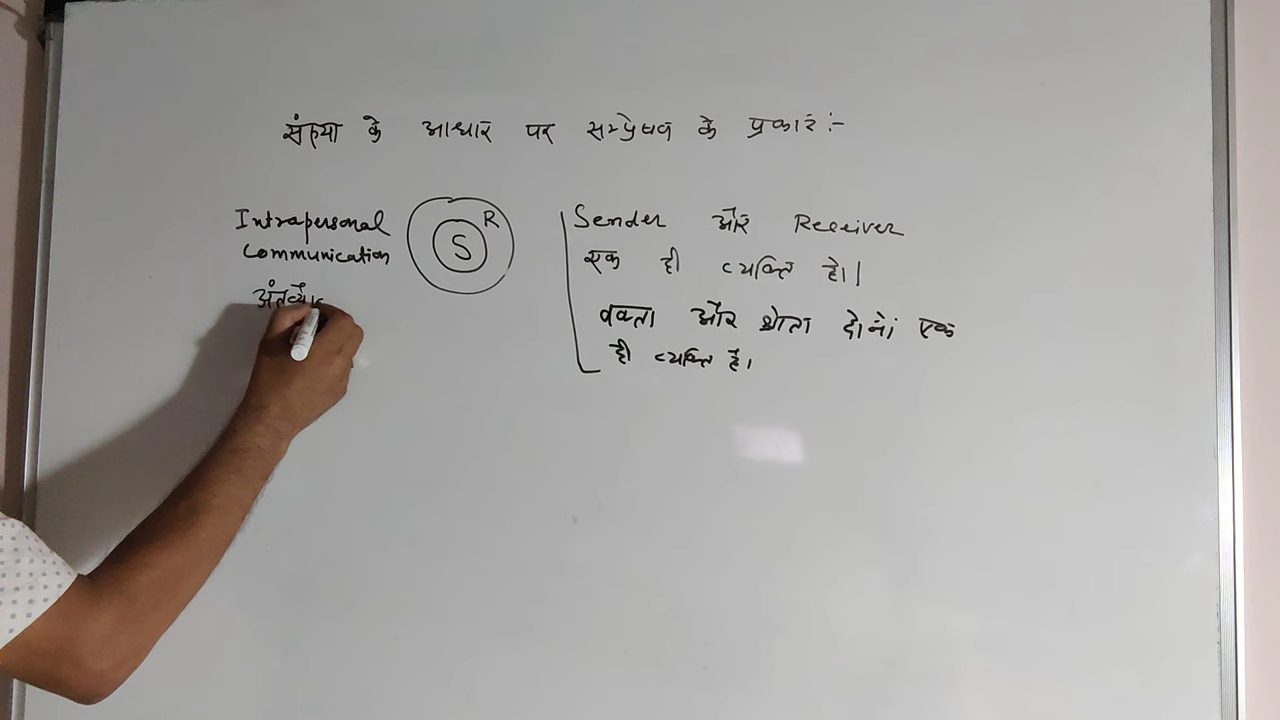 संख्या के आधार पर सम्प्रेषण के प्रकार :-
Intrapersonal
Communication
R
S
Sender और Receiver
एक ही व्यक्ति है।
वक्ता और श्रोता दोनों एक
ही व्यक्ति है।